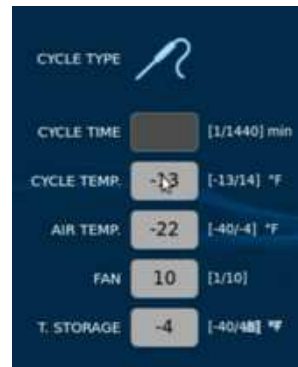 CYCLE TYPE
CYCLE TIME [1/1440] min
CYCLE TEMP. -13 [-13/14] °F
AIR TEMP. -22 [-40/-4] °F
FAN 10 [1/10]
T. STORAGE -4 °F